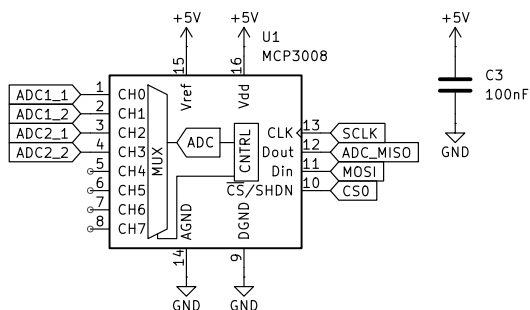 +5V +5V +5V
U1
MCP3008
15 16
Vref Vdd
C3
100nF
ADC1_1 1 CH0
ADC1_2 2 CH1
ADC2_1 3 CH2 CLK 13 SCLK
ADC2_2 4 CH3 MUX ADC CNTRL Dout 12 ADC_MISO
5 CH4 Din 11 MOSI
6 CH5 CS/SHDN 10 CS0
7 CH6
8 CH7
AGND DGND
14 9
GND GND GND